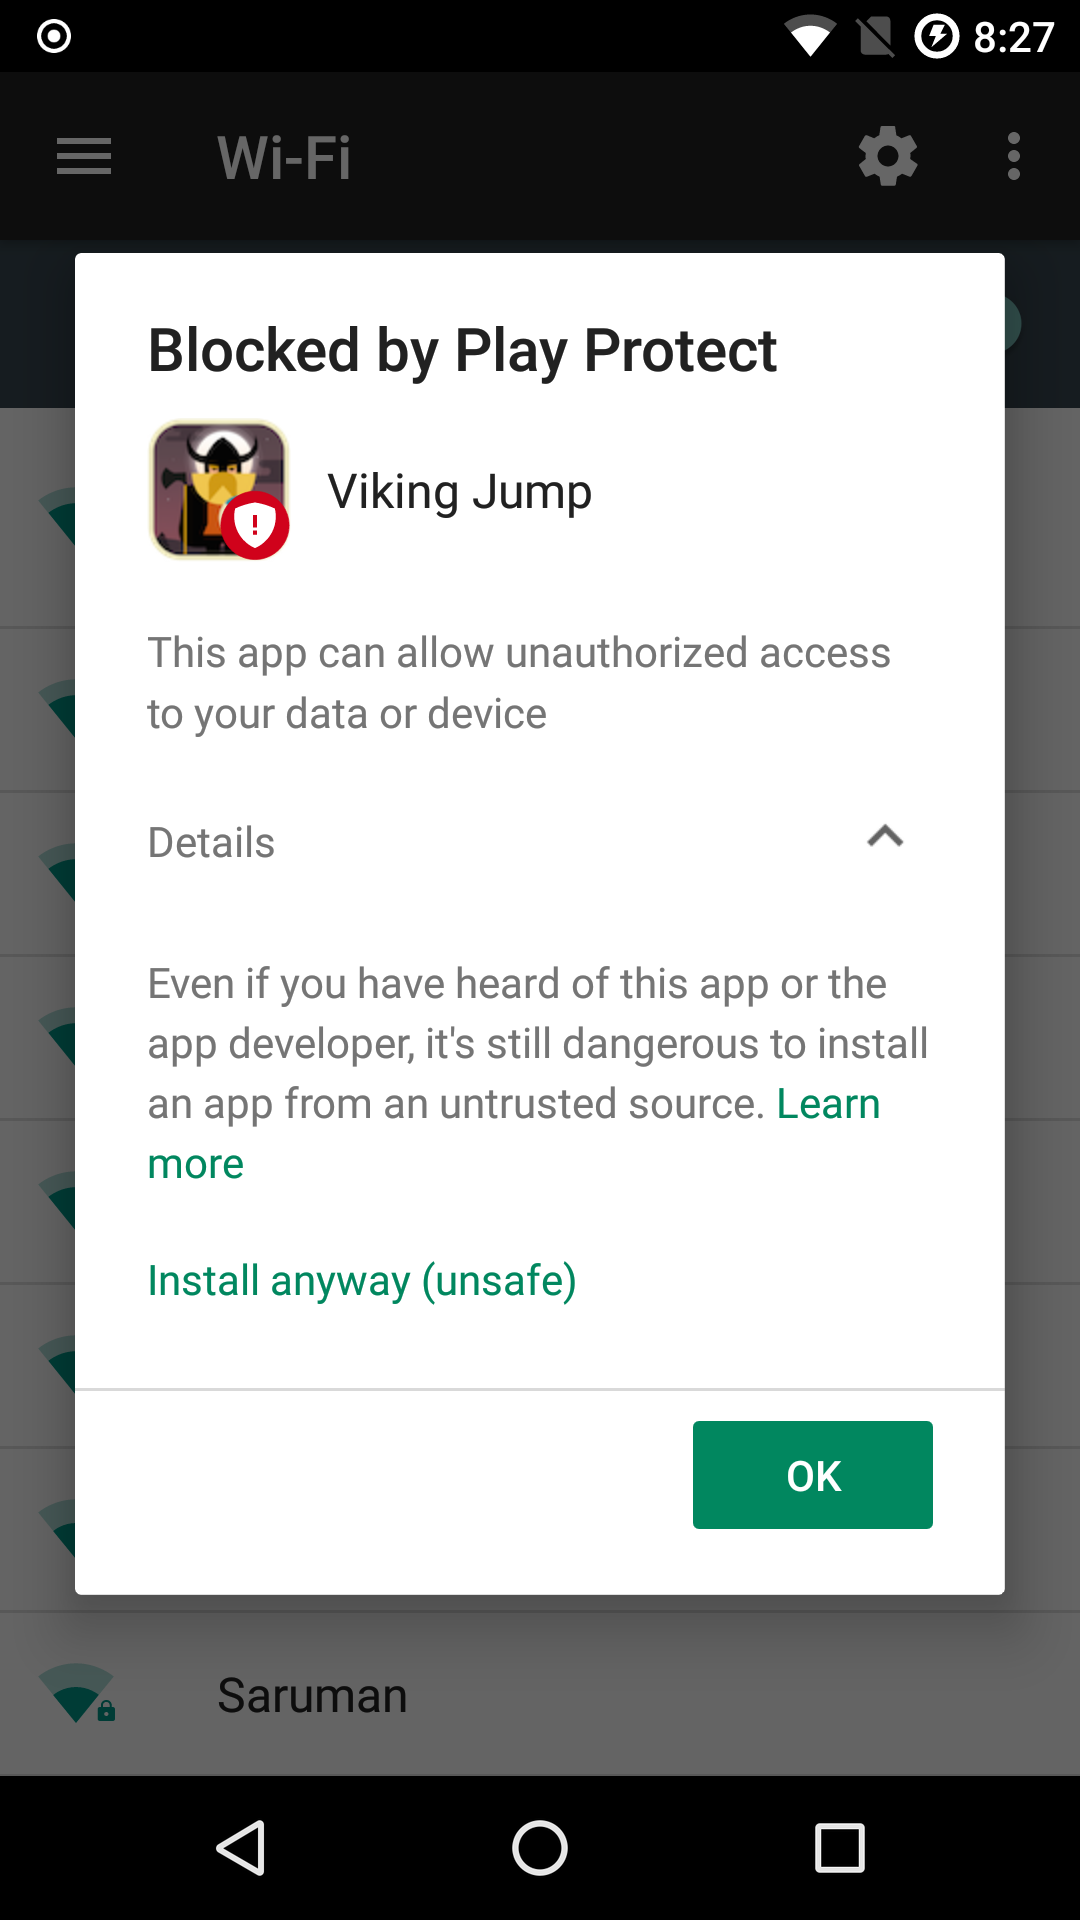 8:27
Wi-Fi
Blocked by Play Protect
Viking Jump
This app can allow unauthorized access
to your data or device
Details
Even if you have heard of this app or the
app developer, it's still dangerous to install
an app from an untrusted source. Learn
more
Install anyway (unsafe)
OK
Saruman